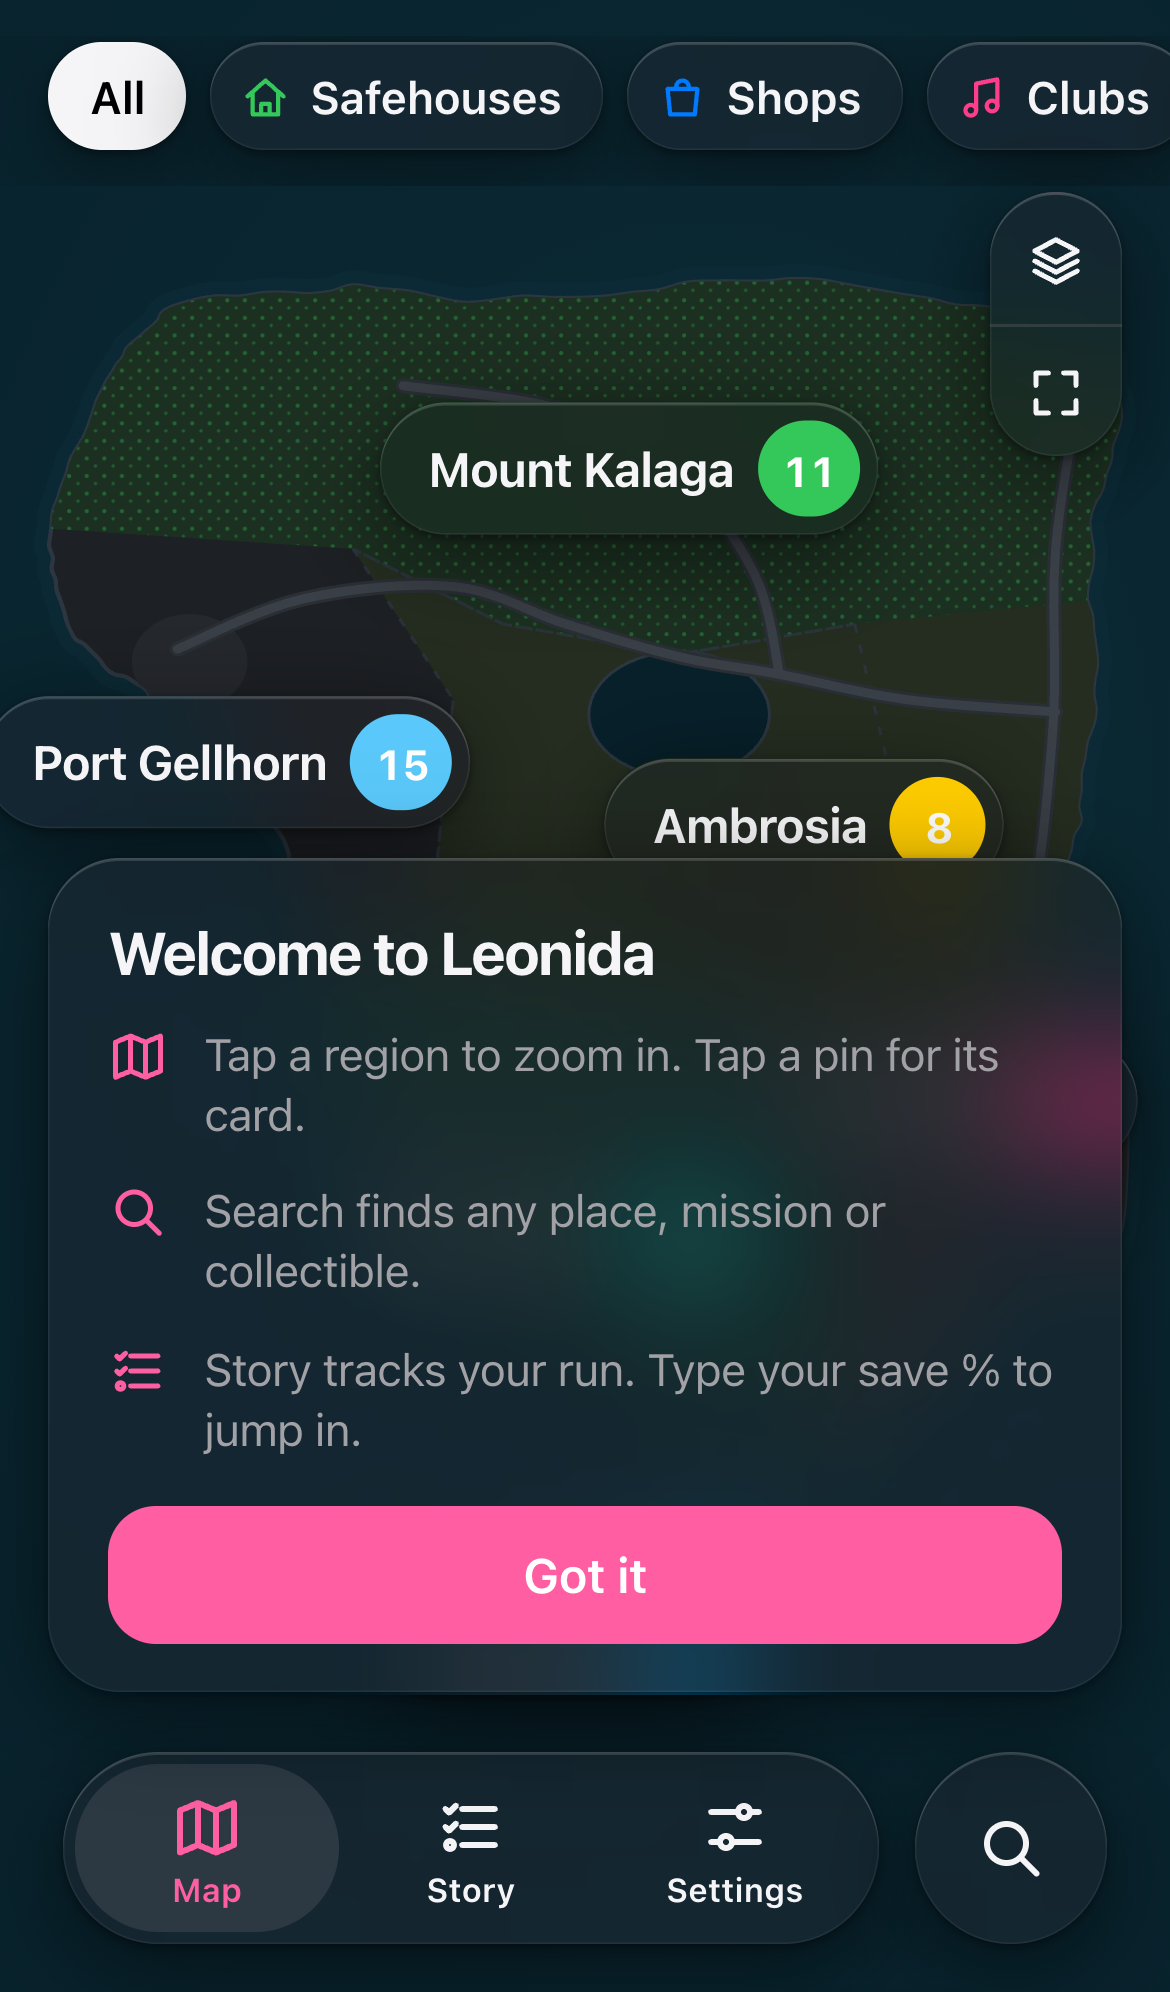 All
Safehouses
Shops
Clubs
Mount Kalaga 11
Port Gellhorn 15
Ambrosia 8
Welcome to Leonida
Tap a region to zoom in. Tap a pin for its
card.
Search finds any place, mission or
collectible.
Story tracks your run. Type your save % to
jump in.
Got it
Map
Story
Settings